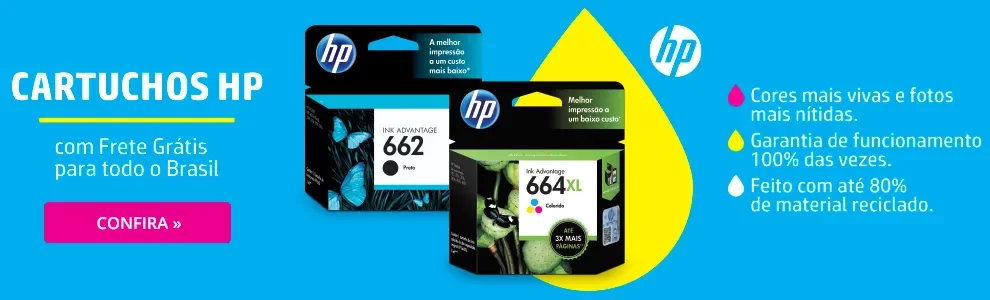 CARTUCHOS HP
com Frete Grátis
para todo o Brasil
CONFIRA »
hp
A melhor
impressão
a um custo
mais baixo*
INK ADVANTAGE
662
Preto
hp
Melhor
impressão a
um baixo custo*
Ink Advantage
664XL
Colorido
ATÉ
3X MAIS
PÁGINAS**
hp
Cores mais vivas e fotos
mais nítidas.
Garantia de funcionamento
100% das vezes.
Feito com até 80%
de material reciclado.